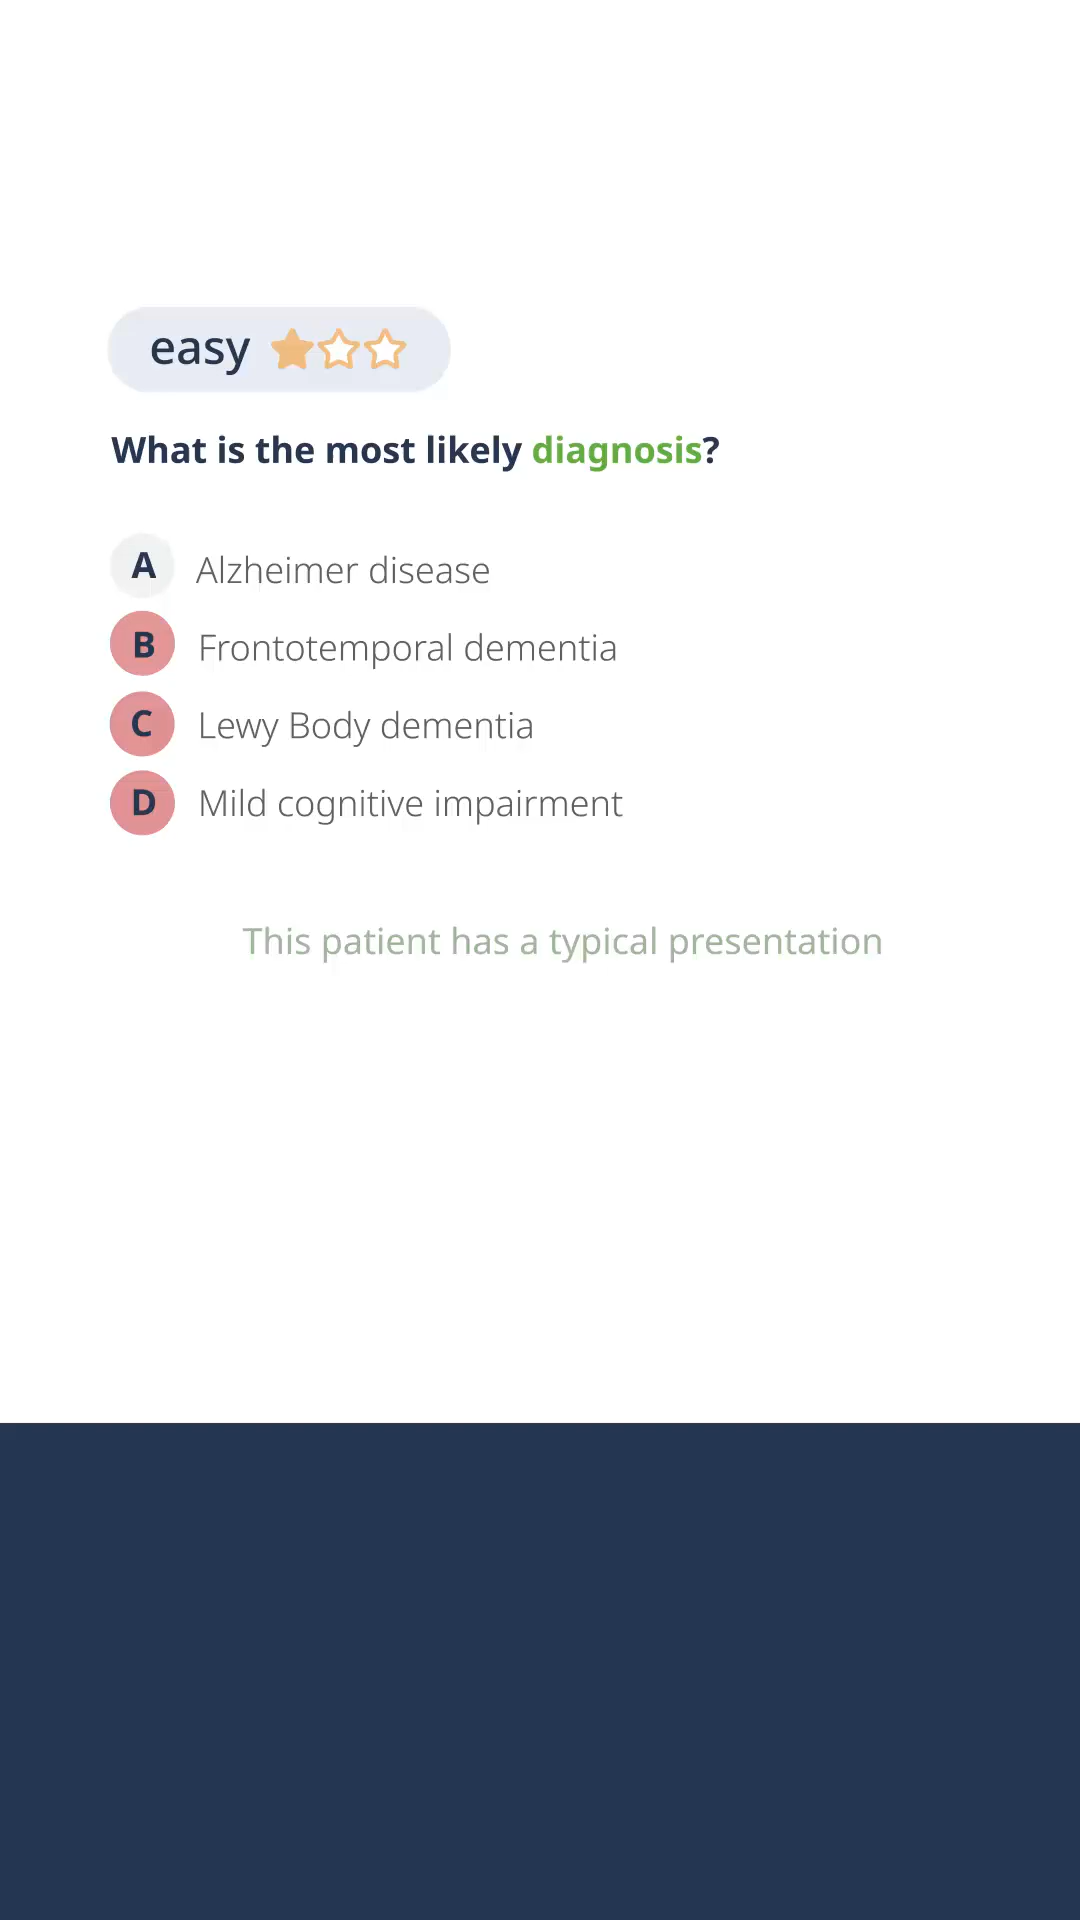 easy
What is the most likely diagnosis?
A Alzheimer disease
B Frontotemporal dementia
C Lewy Body dementia
D Mild cognitive impairment
This patient has a typical presentation